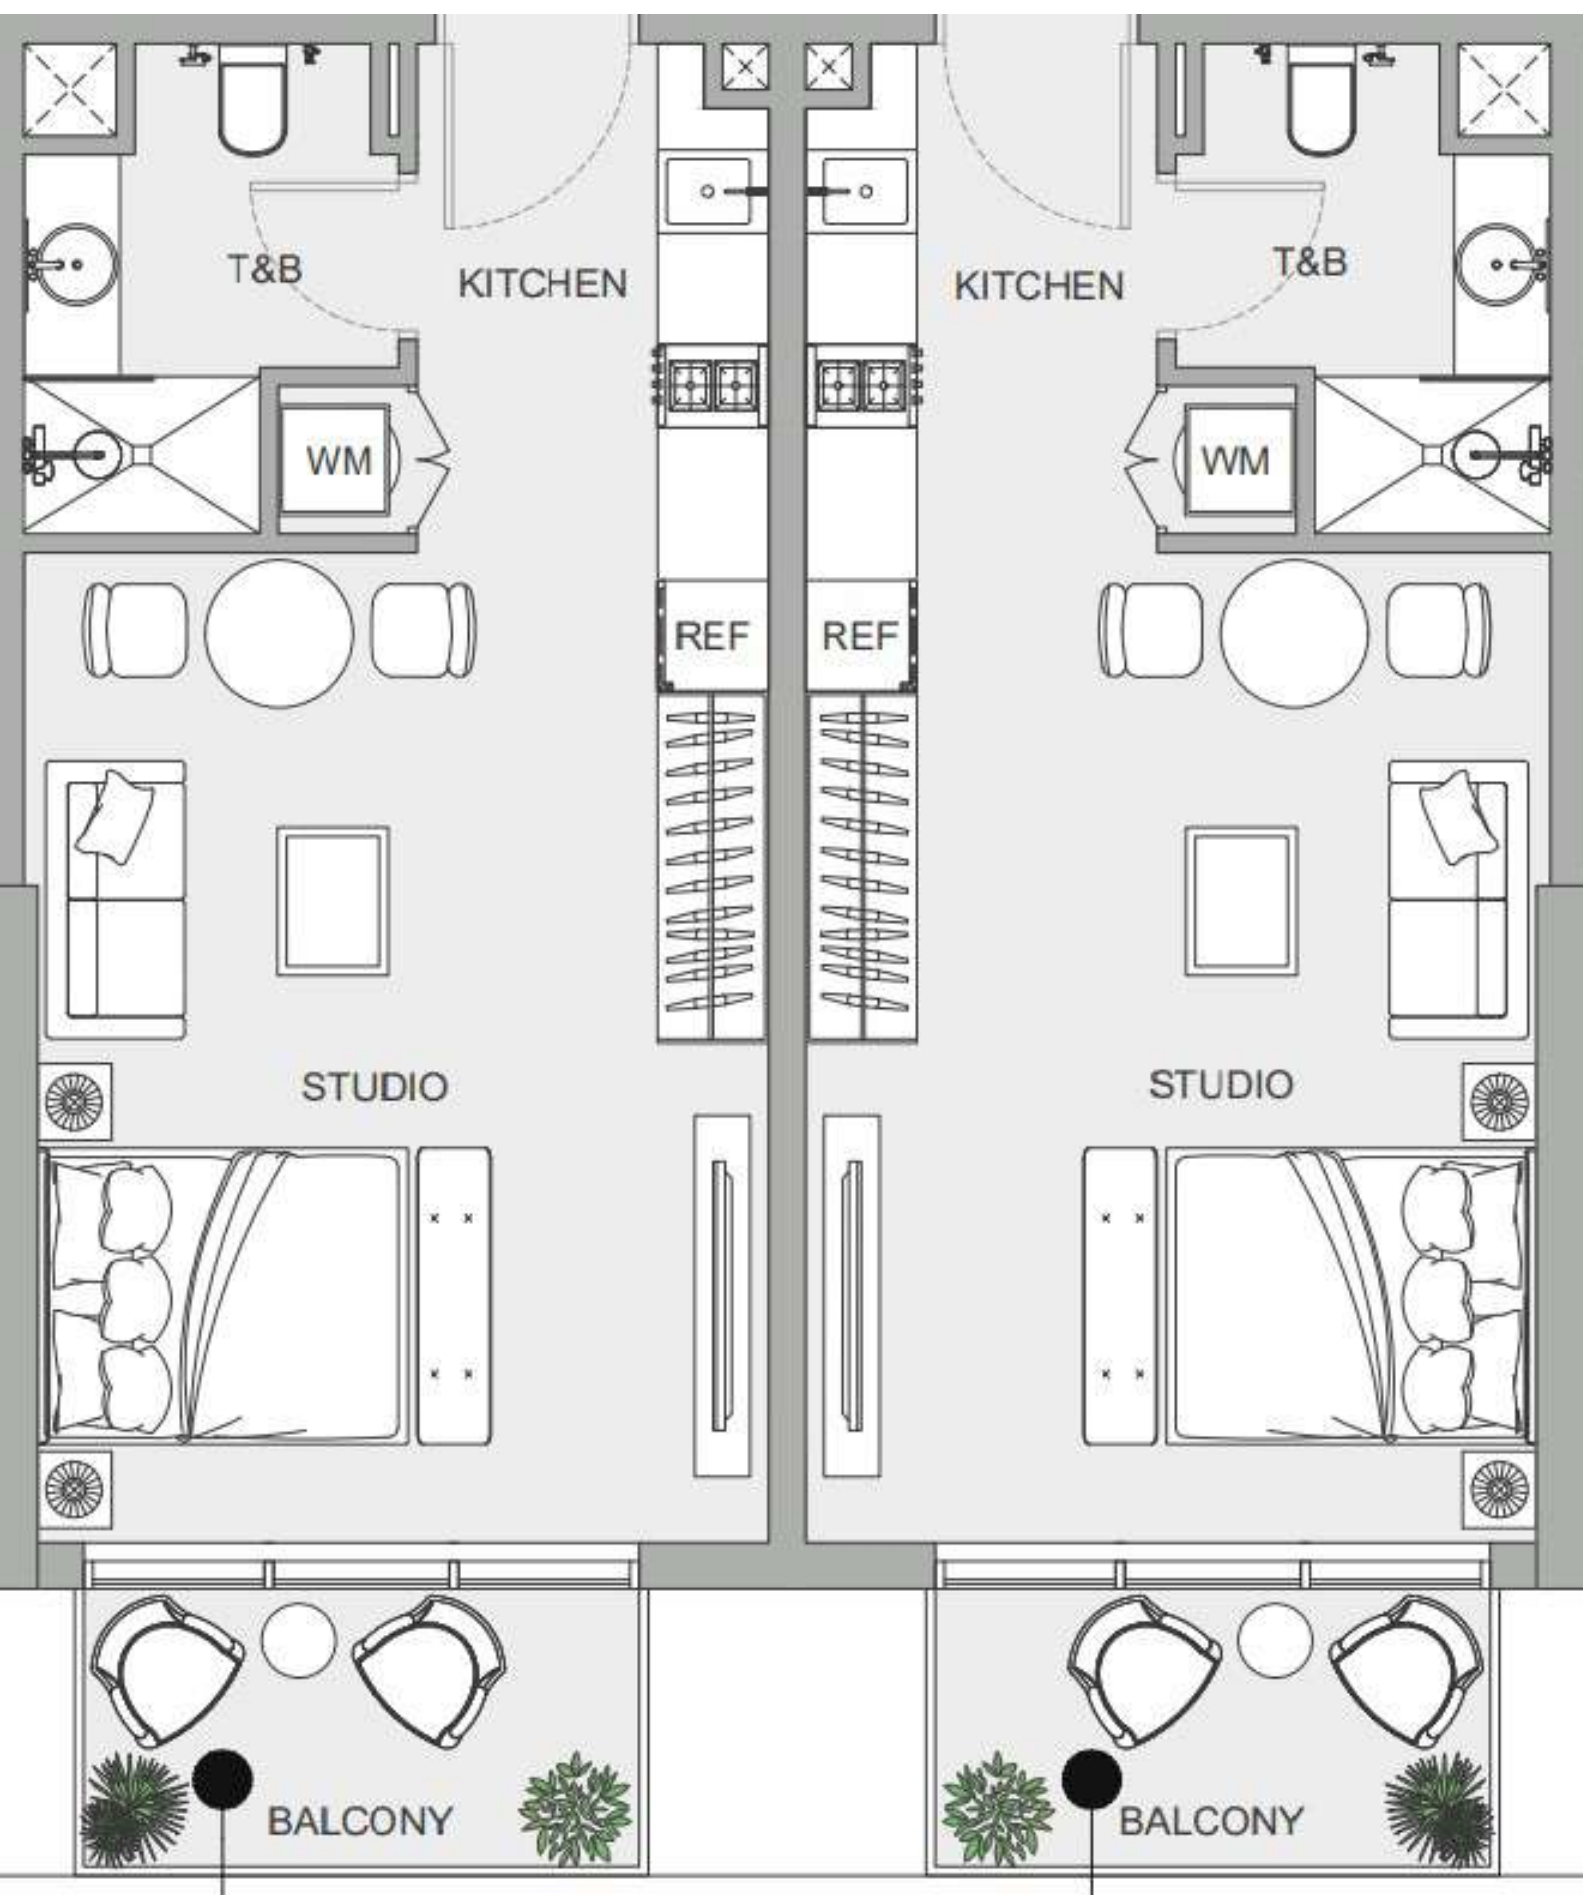 T&B
KITCHEN
KITCHEN
T&B
WM
WM
REF
REF
STUDIO
STUDIO
BALCONY
BALCONY